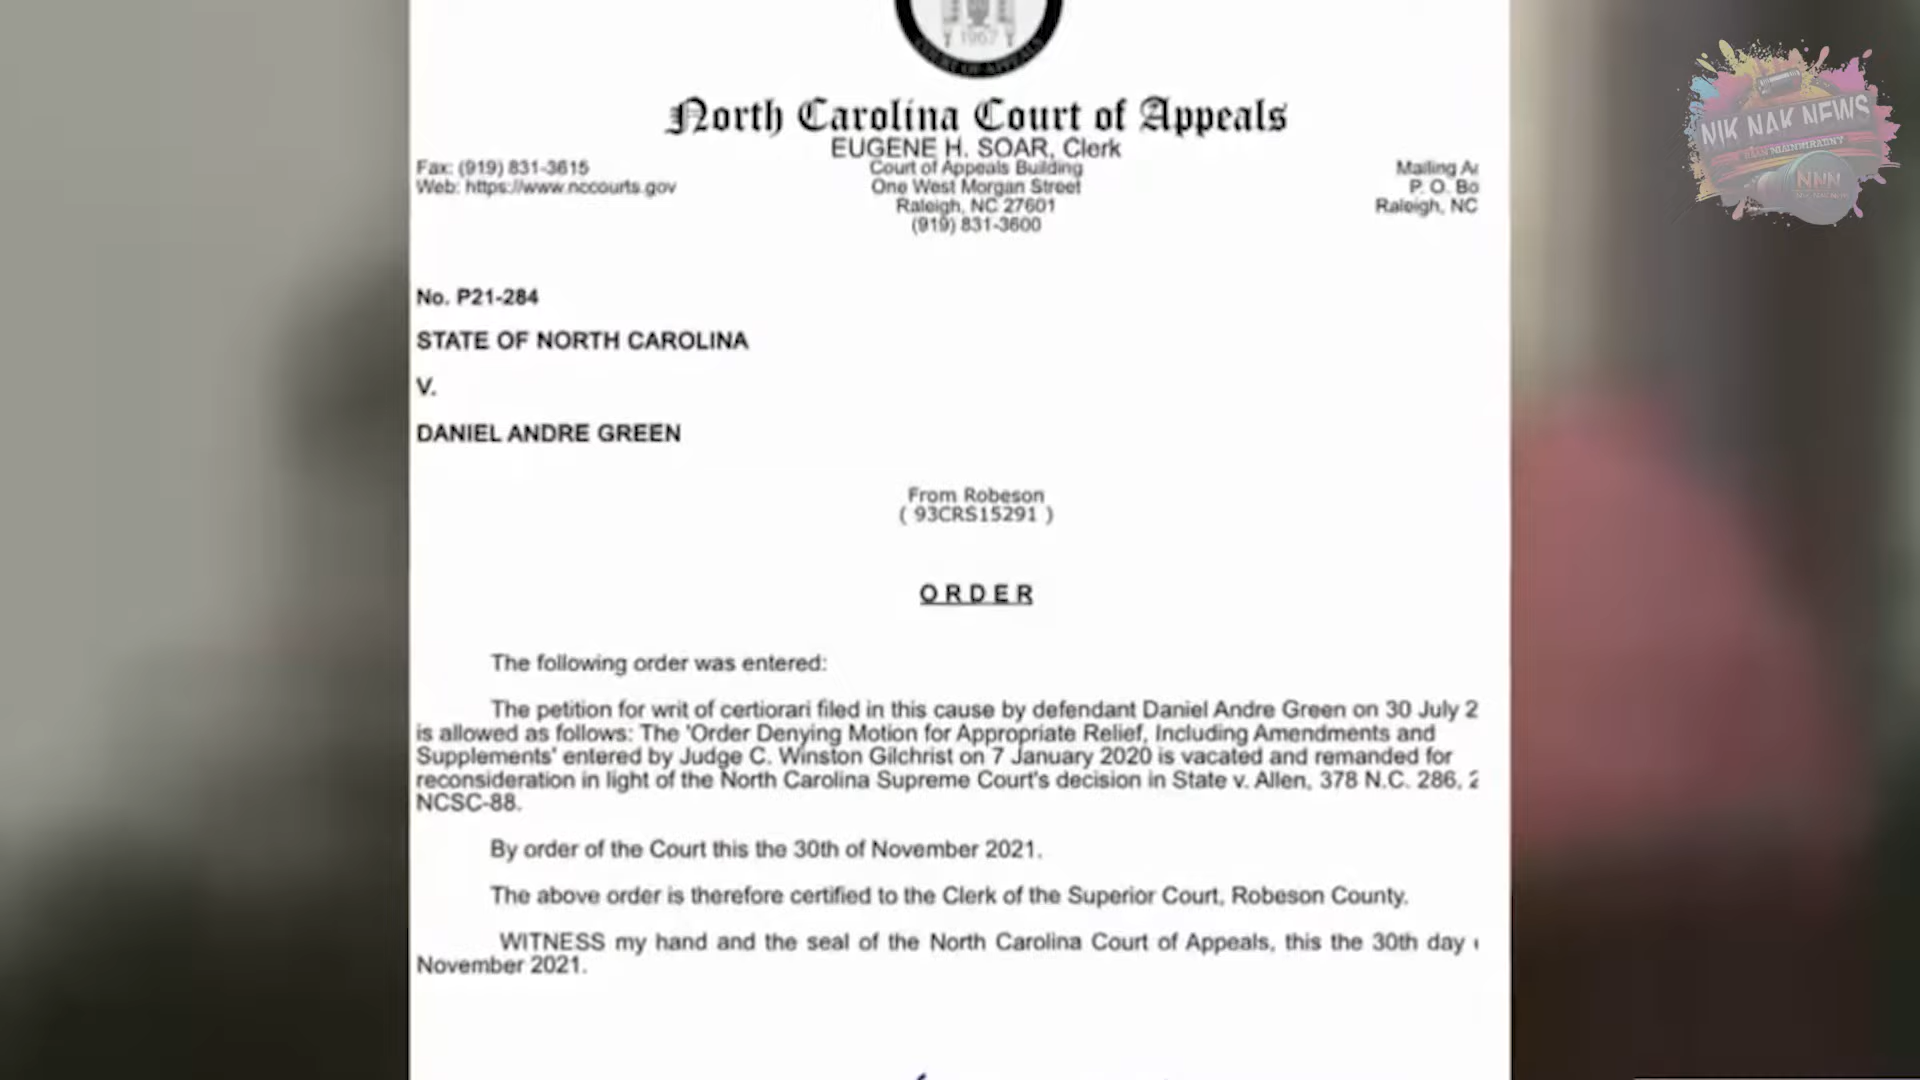 1967
COURT OF APPEALS
North Carolina Court of Appeals
EUGENE H. SOAR, Clerk
Fax: (919) 831-3615
Web: https://www.nccourts.gov
Court of Appeals Building
One West Morgan Street
Raleigh, NC 27601
(919) 831-3600
Mailing
P. O.
Raleigh, NC
NIK NAK NEWS
NNN
No. P21-284
STATE OF NORTH CAROLINA
V.
DANIEL ANDRE GREEN
From Robeson
( 93CRS15291 )
ORDER
The following order was entered:
The petition for writ of certiorari filed in this cause by defendant Daniel Andre Green on 30 July 2
is allowed as follows: The 'Order Denying Motion for Appropriate Relief, Including Amendments and
Supplements' entered by Judge C. Winston Gilchrist on 7 January 2020 is vacated and remanded for
reconsideration in light of the North Carolina Supreme Court's decision in State v. Allen, 378 N.C. 286, 2
NCSC-88.
By order of the Court this the 30th of November 2021.
The above order is therefore certified to the Clerk of the Superior Court, Robeson County.
WITNESS my hand and the seal of the North Carolina Court of Appeals, this the 30th day
November 2021.